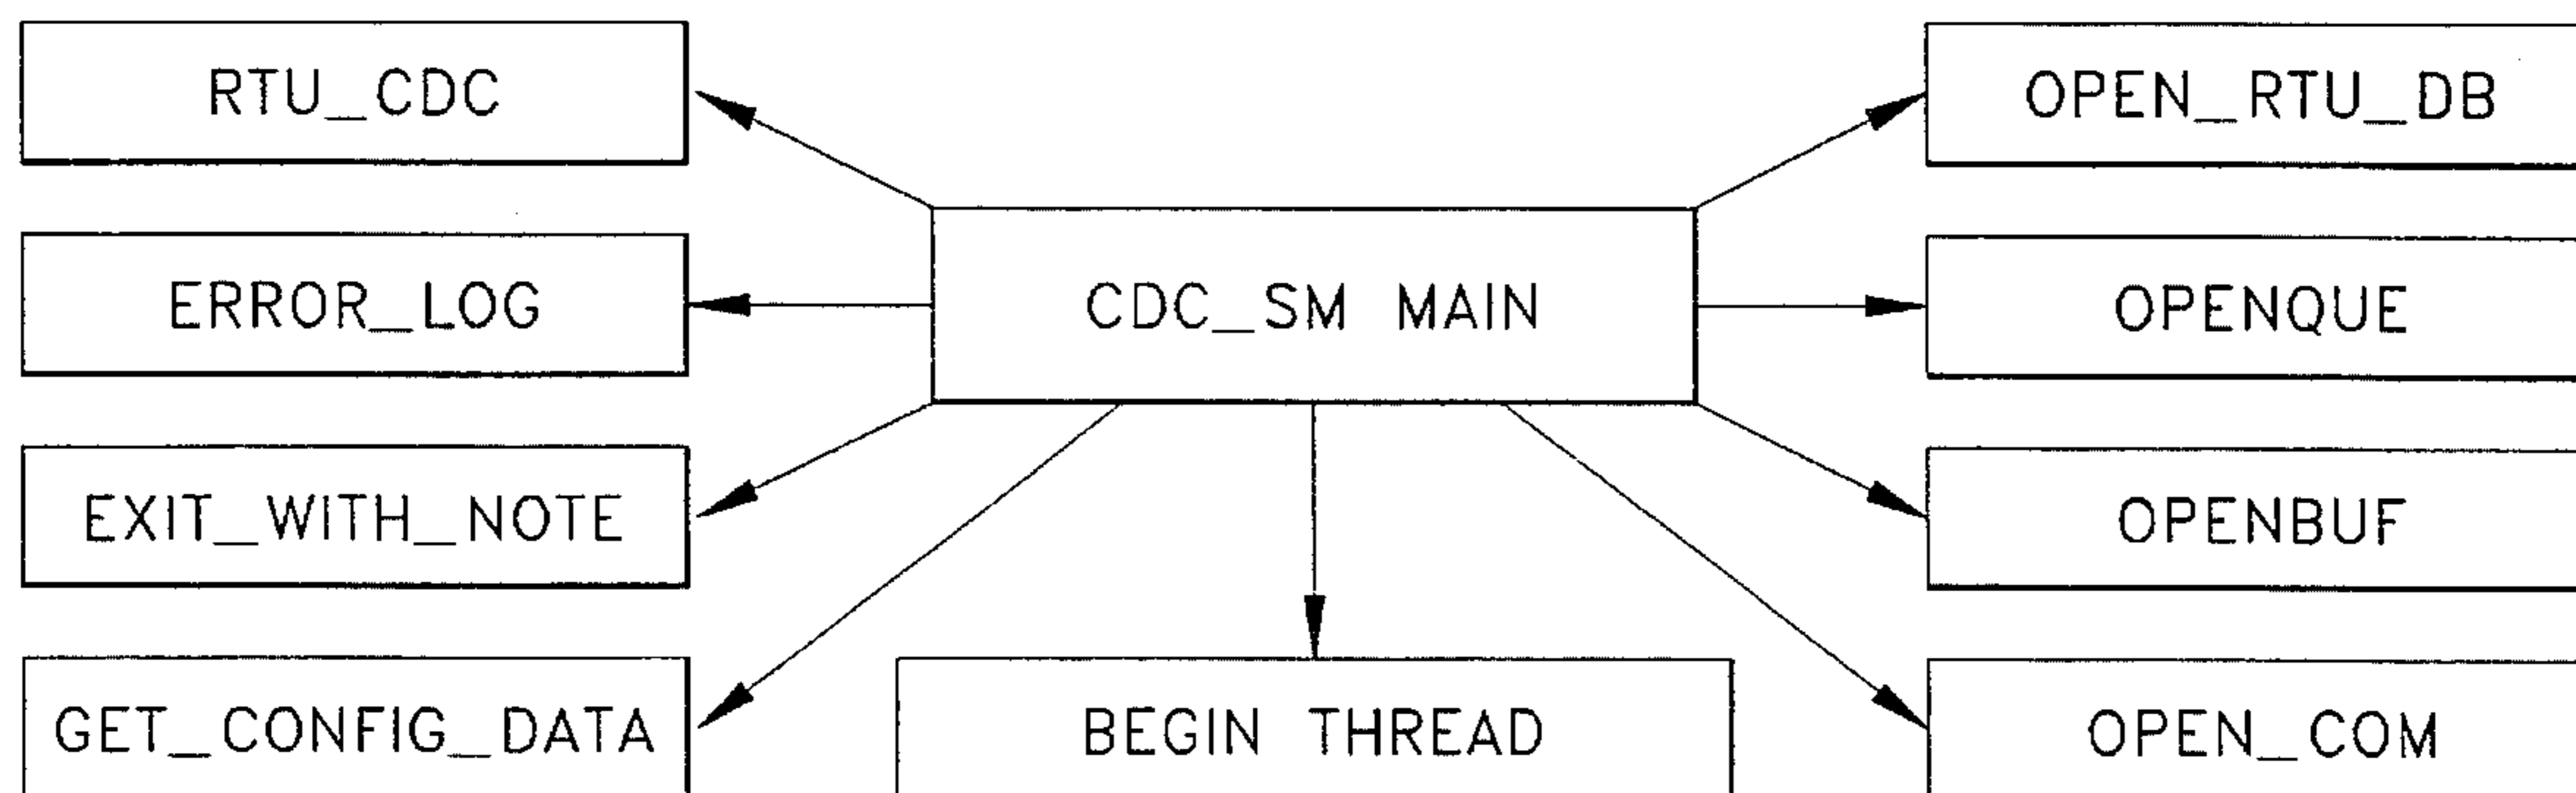 RTU_CDC
OPEN_RTU_DB
ERROR_LOG
CDC_SM MAIN
OPENQUE
EXIT_WITH_NOTE
OPENBUF
GET_CONFIG_DATA
BEGIN THREAD
OPEN_COM